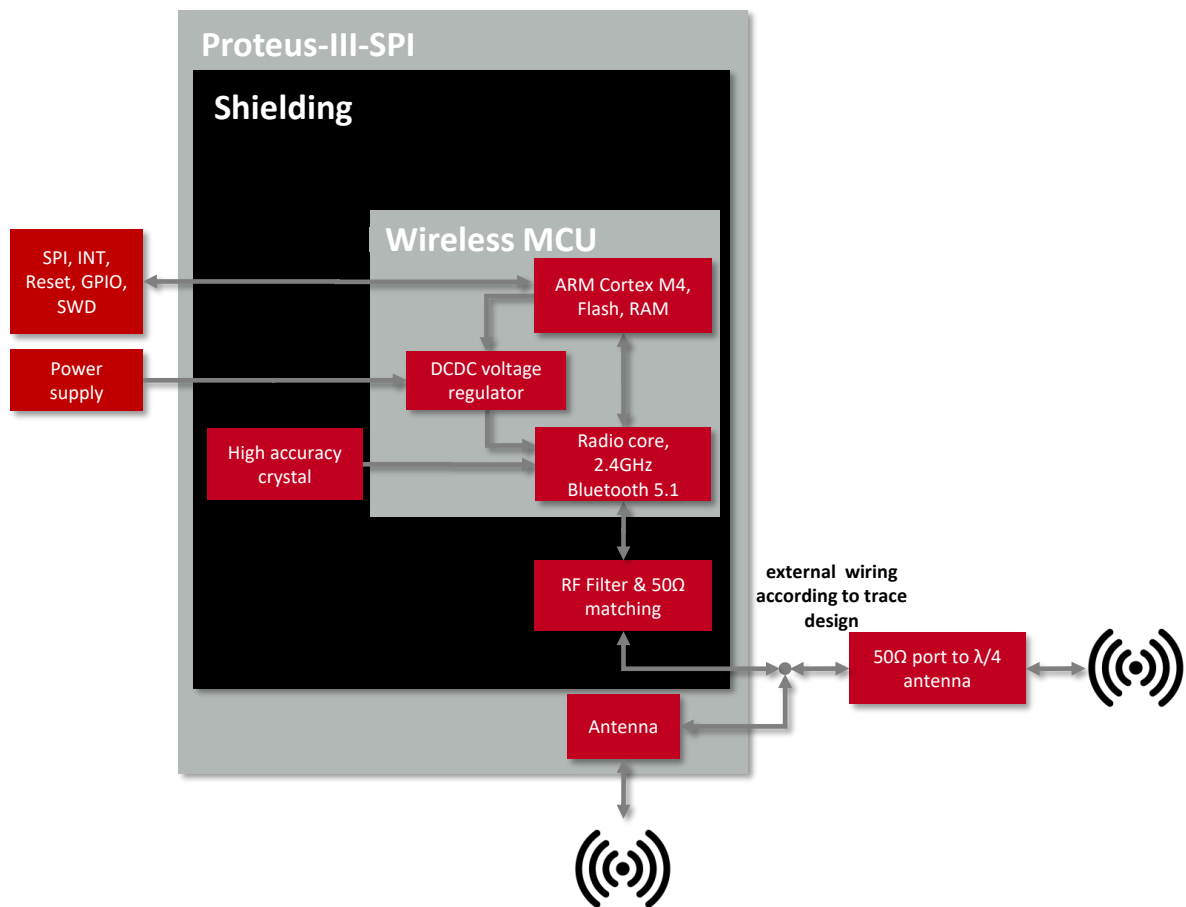 Proteus-III-SPI
Shielding
Wireless MCU
SPI, INT,
Reset, GPIO,
SWD
ARM Cortex M4,
Flash, RAM
Power
supply
DCDC voltage
regulator
High accuracy
crystal
Radio core,
2.4GHz
Bluetooth 5.1
RF Filter & 50Ω
matching
external wiring
according to trace
design
50Ω port to λ/4
antenna
Antenna